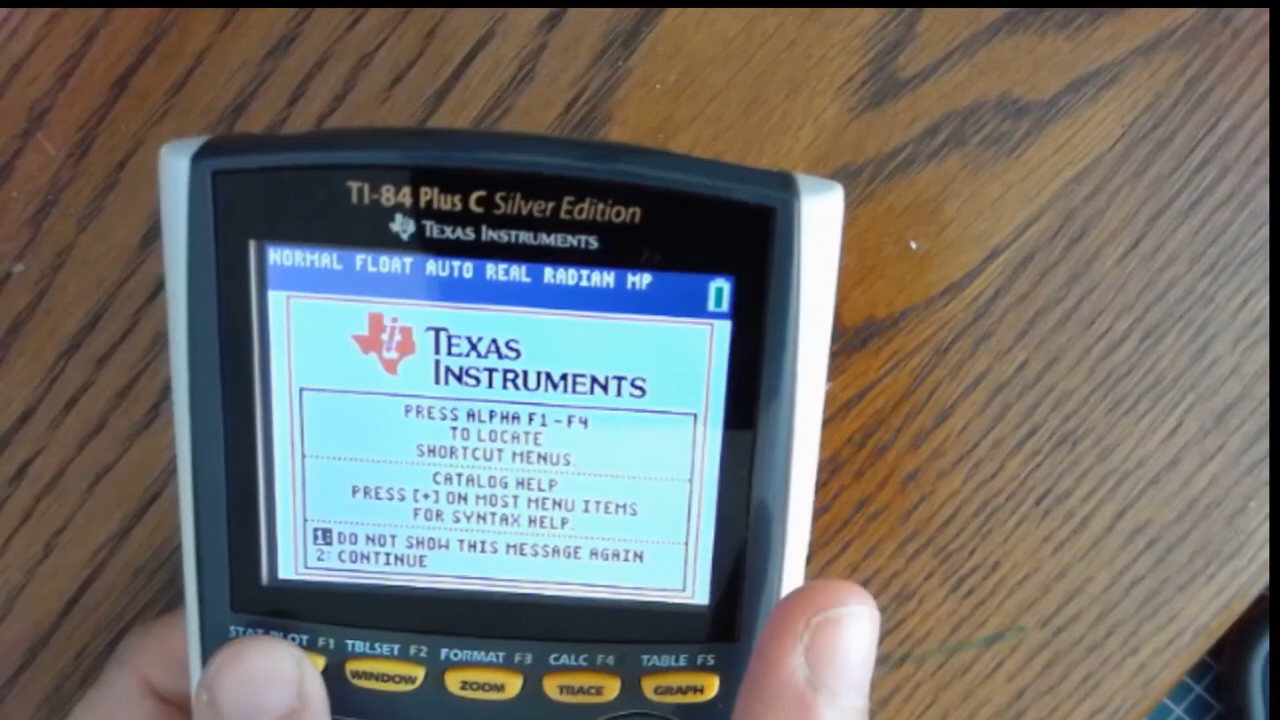 TI-84 Plus C Silver Edition
TEXAS INSTRUMENTS
NORMAL FLOAT AUTO REAL RADIAN MP
TEXAS
INSTRUMENTS
PRESS ALPHA F1-F4
TO LOCATE
SHORTCUT MENUS.
CATALOG HELP
PRESS [+] ON MOST MENU ITEMS
FOR SYNTAX HELP.
1: DO NOT SHOW THIS MESSAGE AGAIN
2: CONTINUE
STAT PLOT F1 TBLSET F2 FORMAT F3 CALC F4 TABLE F5
WINDOW ZOOM TRACE GRAPH